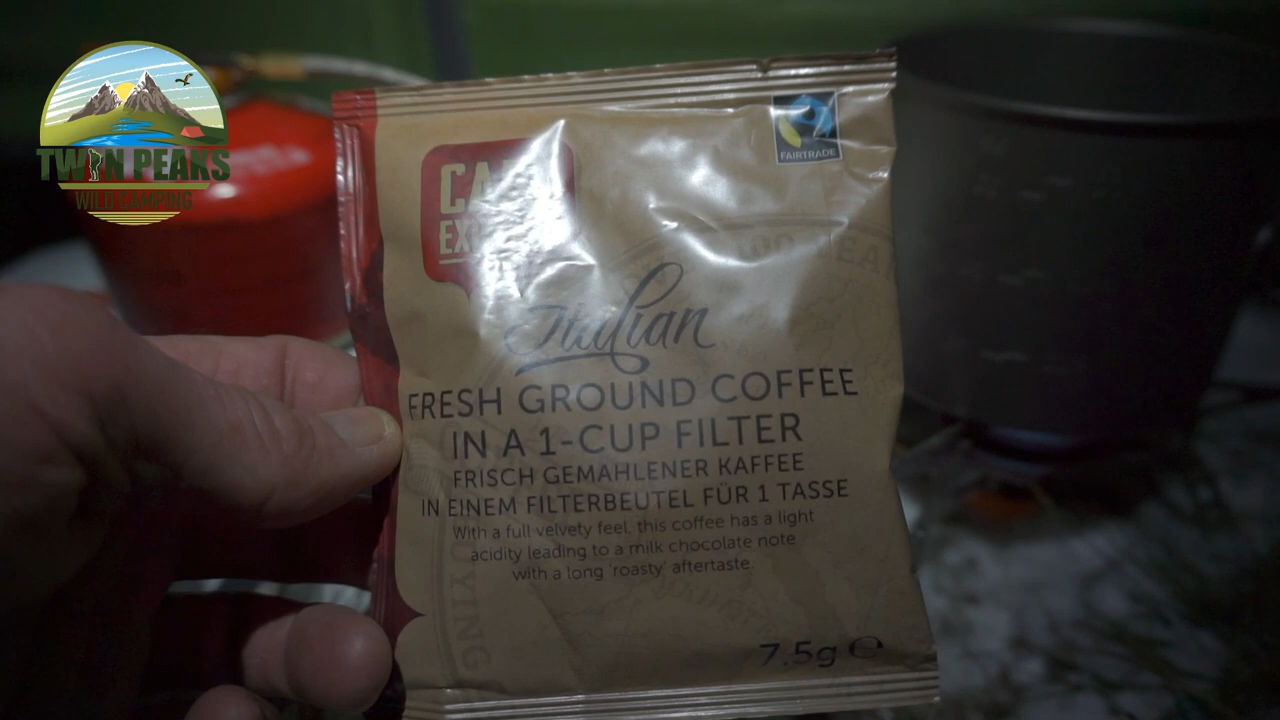 TWIN PEAKS
WILD CAMPING
FAIRTRADE
Italian
FRESH GROUND COFFEE
IN A 1-CUP FILTER
FRISCH GEMAHLENER KAFFEE
IN EINEM FILTERBEUTEL FÜR 1 TASSE
With a full velvety feel, this coffee has a light
acidity leading to a milk chocolate note
with a long 'roasty' aftertaste
7.5g ℮